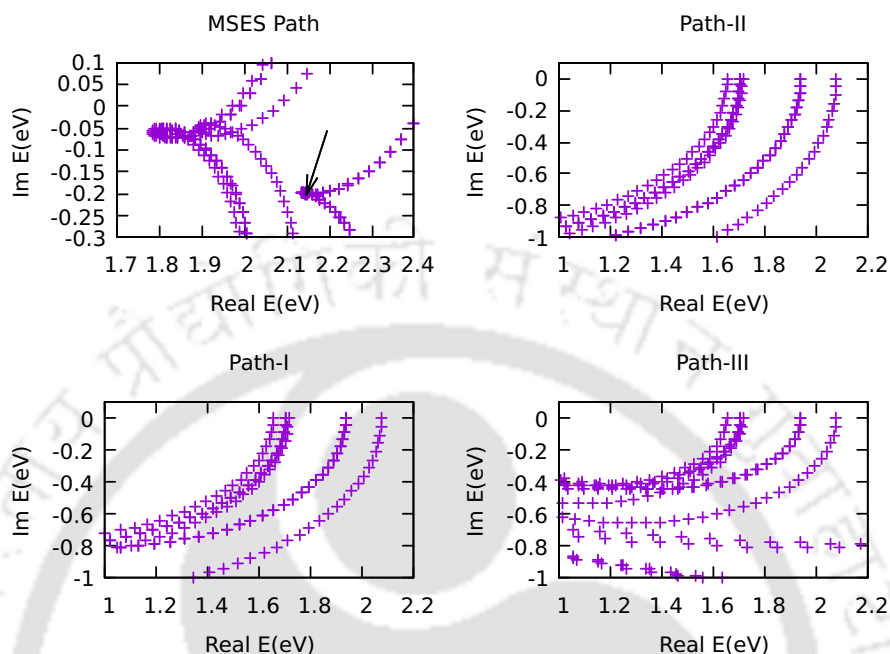 MSES Path
0.1
0.05
0
-0.05
-0.1
-0.15
-0.2
-0.25
-0.3
1.7 1.8 1.9 2 2.1 2.2 2.3 2.4
Im E(eV)
Real E(eV)
Path-II
0
-0.2
-0.4
-0.6
-0.8
-1
1 1.2 1.4 1.6 1.8 2 2.2
Im E(eV)
Real E(eV)
Path-I
0
-0.2
-0.4
-0.6
-0.8
-1
1 1.2 1.4 1.6 1.8 2 2.2
Im E(eV)
Real E(eV)
Path-III
0
-0.2
-0.4
-0.6
-0.8
-1
1 1.2 1.4 1.6 1.8 2 2.2
Im E(eV)
Real E(eV)